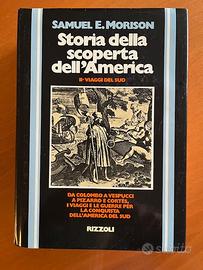 SAMUEL E. MORISON
Storia della
scoperta
dell'America
II• VIAGGI DEL SUD
DA COLOMBO A VESPUCCI
A PIZARRO E CORTÉS,
I VIAGGI E LE GUERRE PER
LA CONQUISTA
DELL'AMERICA DEL SUD
RIZZOLI
subito